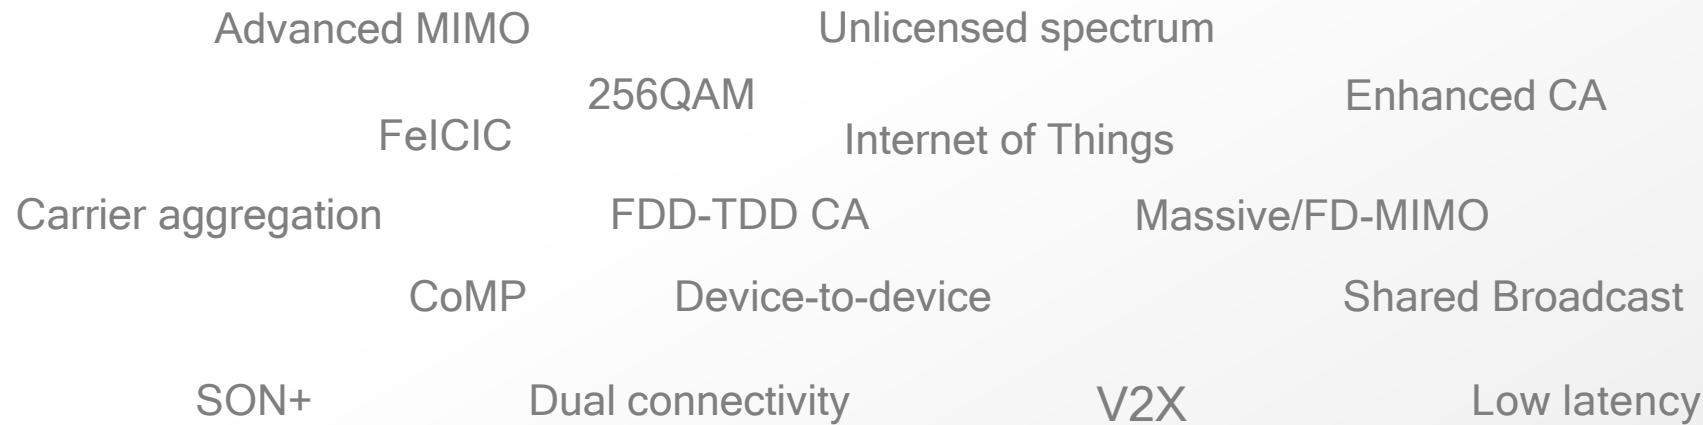 Advanced MIMO Unlicensed spectrum
256QAM Enhanced CA
FeICIC Internet of Things
Carrier aggregation FDD-TDD CA Massive/FD-MIMO
CoMP Device-to-device Shared Broadcast
SON+ Dual connectivity V2X Low latency